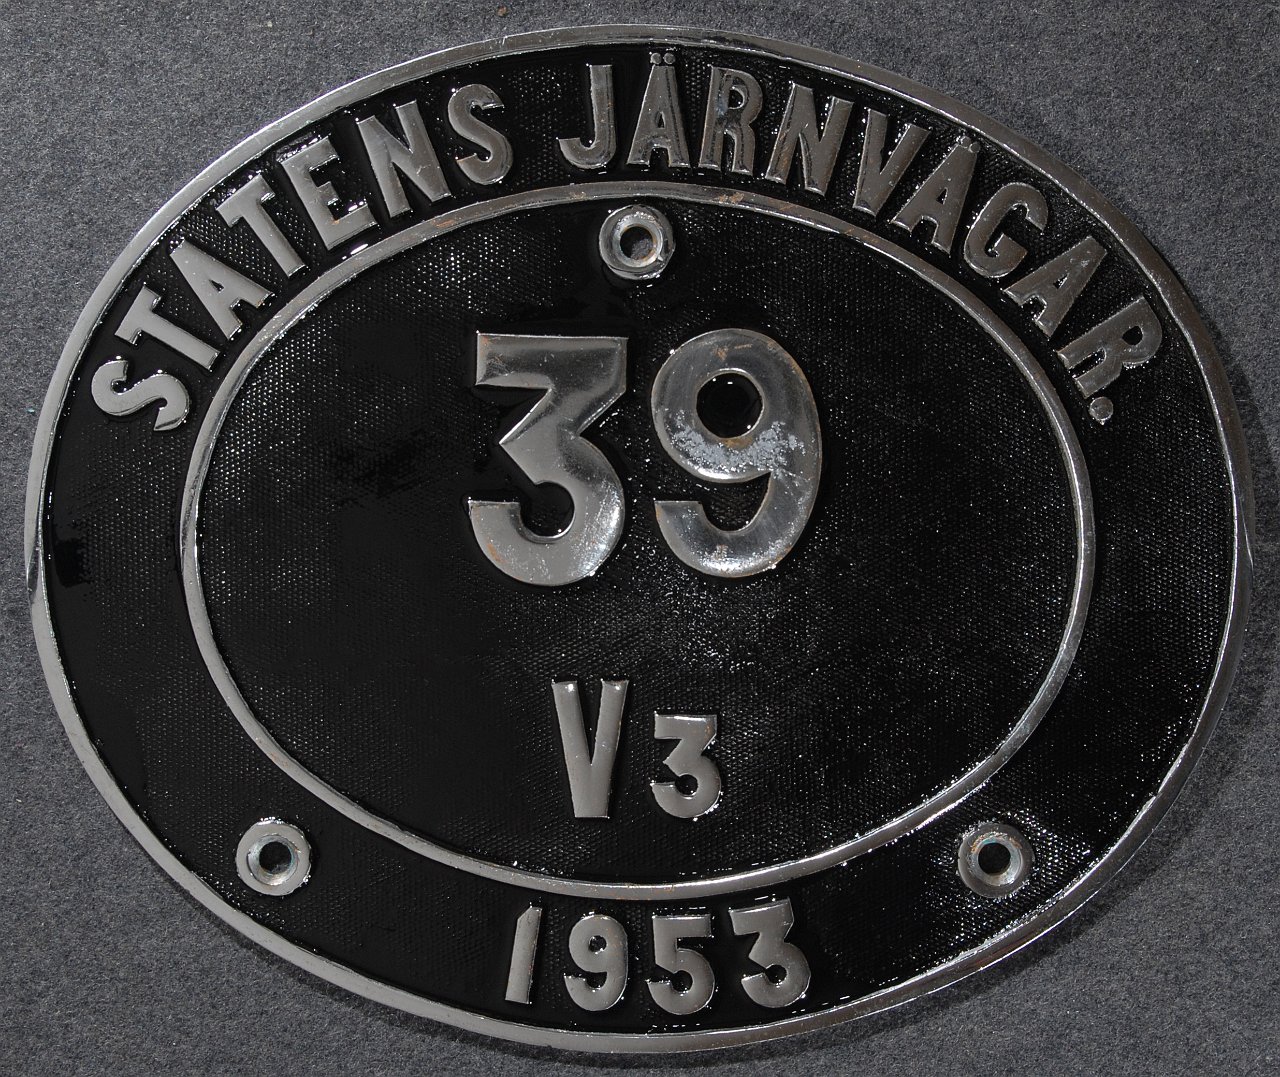 STATENS JÄRNVÄGAR.
39
V3
1953